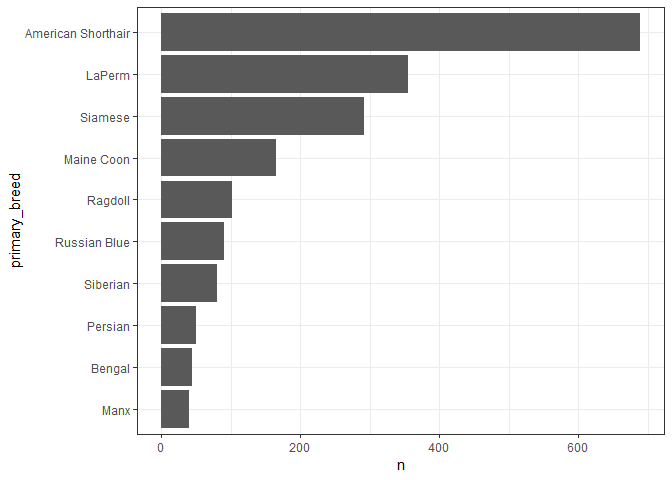 American Shorthair
LaPerm
Siamese
Maine Coon
Ragdoll
Russian Blue
Siberian
Persian
Bengal
Manx
primary_breed
0 200 400 600
n